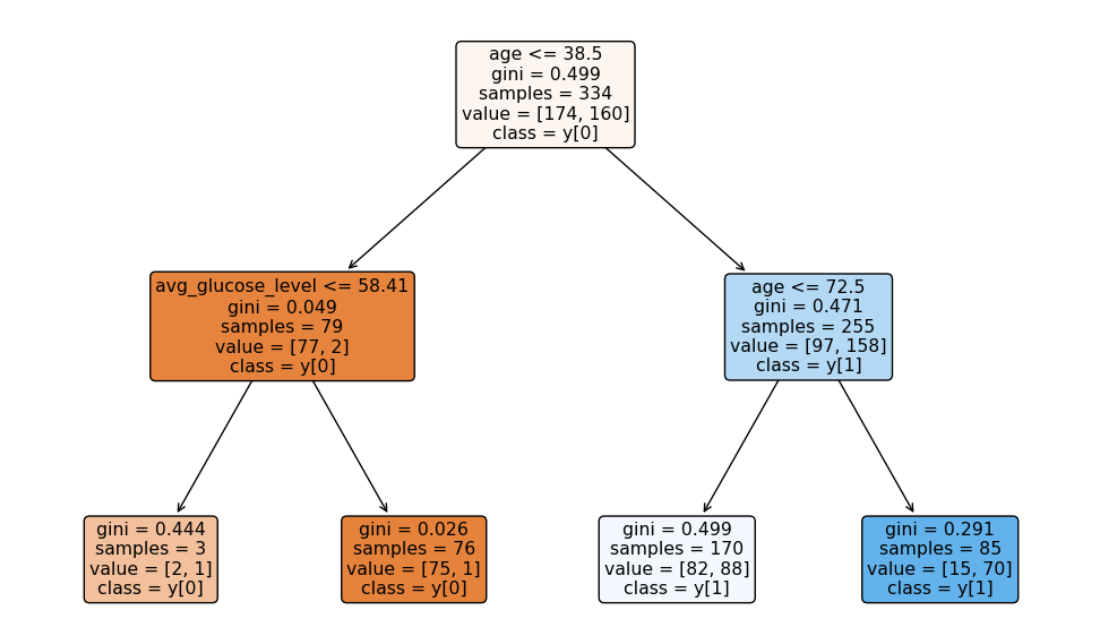 age <= 38.5
gini = 0.499
samples = 334
value = [174, 160]
class = y[0]
avg_glucose_level <= 58.41
gini = 0.049
samples = 79
value = [77, 2]
class = y[0]
age <= 72.5
gini = 0.471
samples = 255
value = [97, 158]
class = y[1]
gini = 0.444
samples = 3
value = [2, 1]
class = y[0]
gini = 0.026
samples = 76
value = [75, 1]
class = y[0]
gini = 0.499
samples = 170
value = [82, 88]
class = y[1]
gini = 0.291
samples = 85
value = [15, 70]
class = y[1]